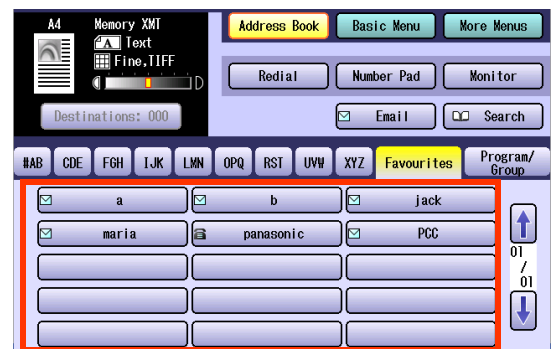 A4 Memory XMT
A Text
Fine,TIFF
D
Destinations: 000
Address Book Basic Menu More Menus
Redial Number Pad Monitor
Email Search
#AB CDE FGH IJK LMN OPQ RST UVW XYZ Favourites Program/
Group
a b jack
maria panasonic PCC
01
/
01